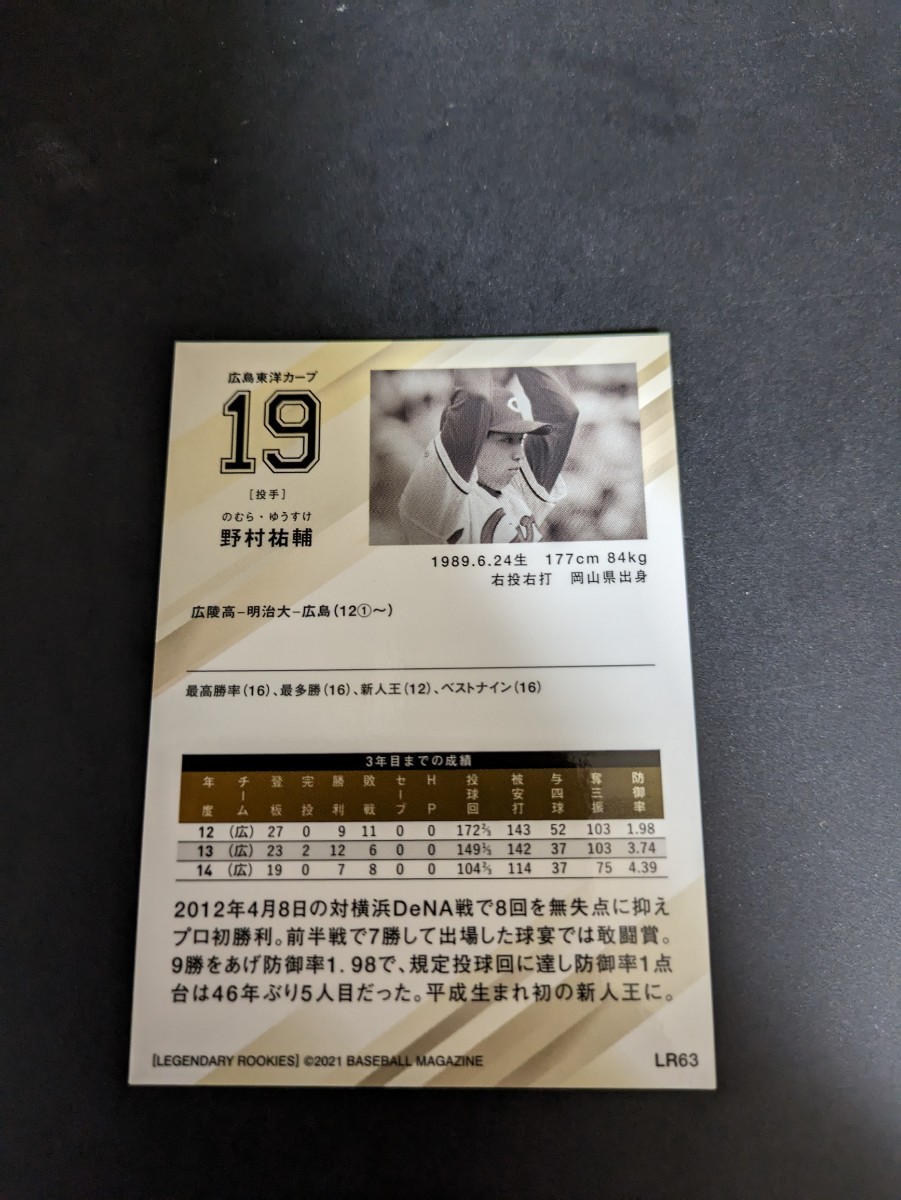 広島東洋カープ
19
[投手]
のむら・ゆうすけ
野村祐輔
1989.6.24生 177cm 84kg
右投右打 岡山県出身
広陵高−明治大−広島(12①〜)
最高勝率(16)、最多勝(16)、新人王(12)、ベストナイン(16)
3年目までの成績
年度 チーム 登板 完投 勝利 敗戦 セーブ HP 投球回 被安打 与四球 奪三振 防御率
12 (広) 27 0 9 11 0 0 172⅔ 143 52 103 1.98
13 (広) 23 2 12 6 0 0 149⅓ 142 37 103 3.74
14 (広) 19 0 7 8 0 0 104⅔ 114 37 75 4.39
2012年4月8日の対横浜DeNA戦で8回を無失点に抑え
プロ初勝利。前半戦で7勝して出場した球宴では敢闘賞。
9勝をあげ防御率1.98で、規定投球回に達し防御率1点
台は46年ぶり5人目だった。平成生まれ初の新人王に。
[LEGENDARY ROOKIES] ©2021 BASEBALL MAGAZINE
LR63